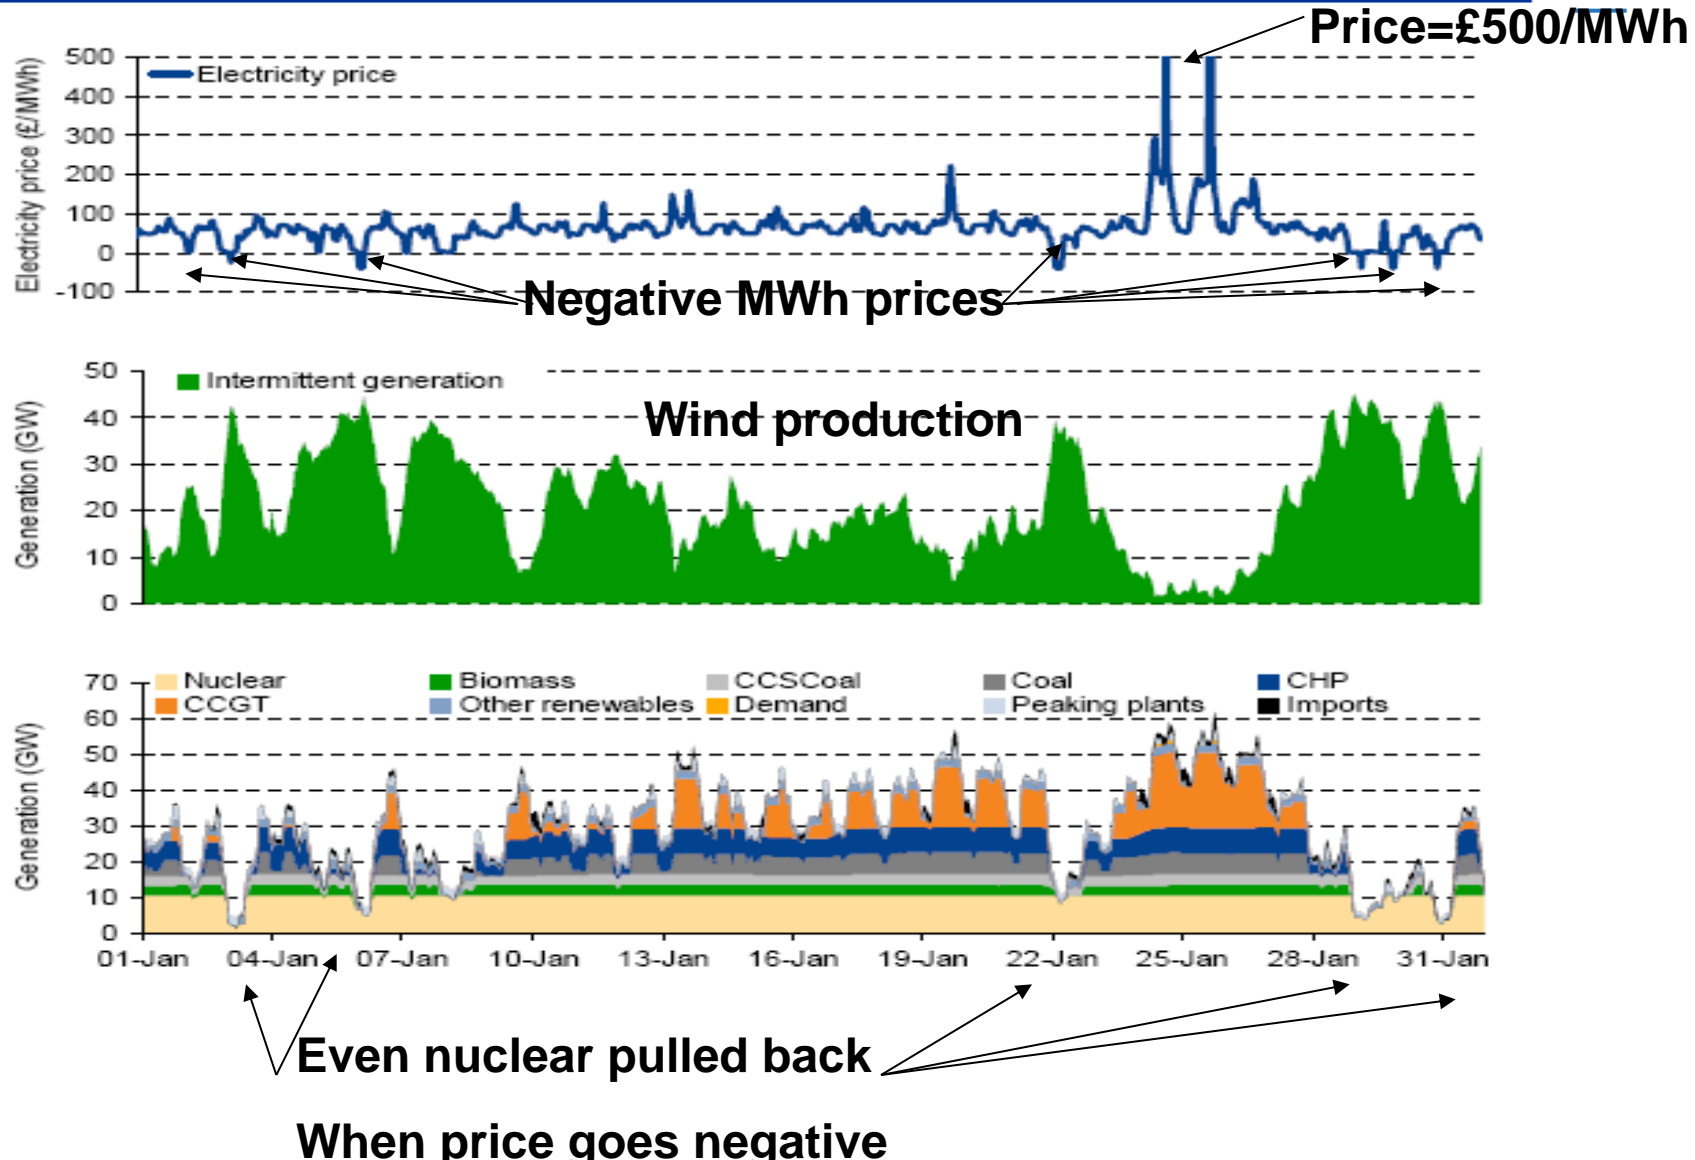 Price=£500/MWh
Electricity price (£/MWh)
500
400
300
200
100
0
-100
Electricity price
Negative MWh prices
Generation (GW)
50
40
30
20
10
0
Intermittent generation
Wind production
Generation (GW)
70
60
50
40
30
20
10
0
Nuclear Biomass CCSCoal Coal CHP
CCGT Other renewables Demand Peaking plants Imports
01-Jan 04-Jan 07-Jan 10-Jan 13-Jan 16-Jan 19-Jan 22-Jan 25-Jan 28-Jan 31-Jan
Even nuclear pulled back
When price goes negative